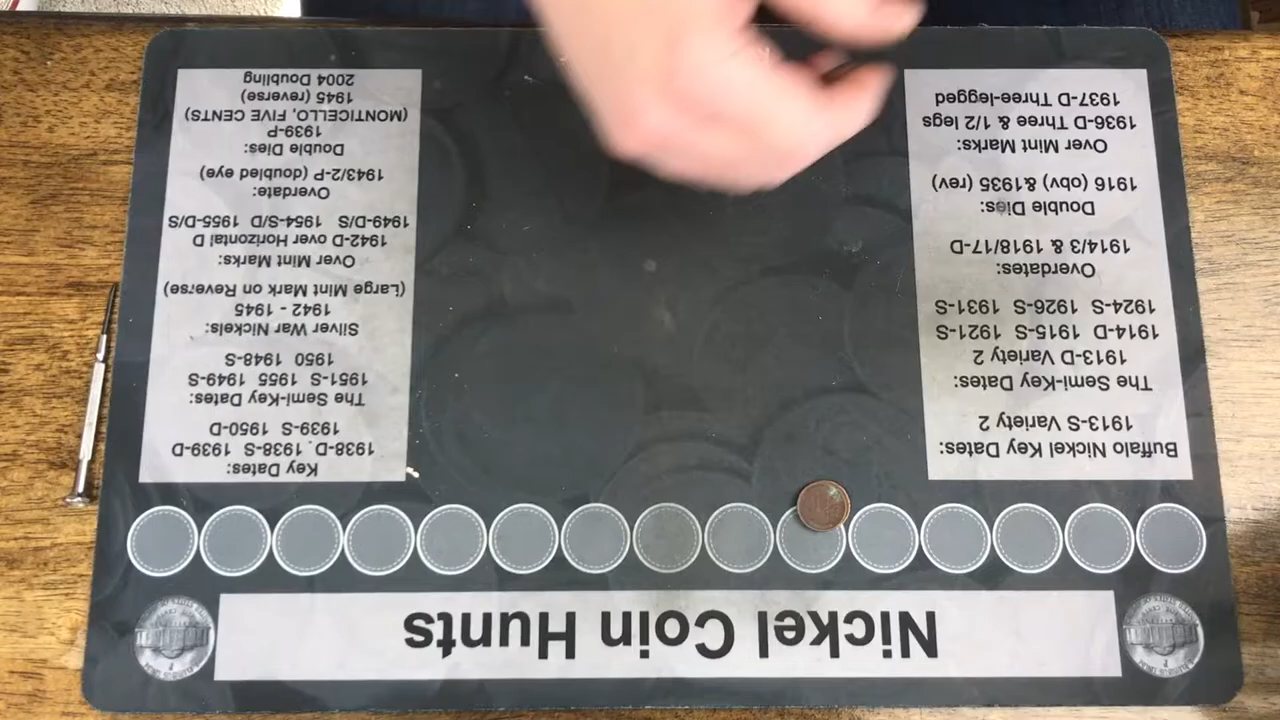 Nickel Coin Hunts
Buffalo Nickel Key Dates:
1913-S Variety 2
The Semi-Key Dates:
1913-D Variety 2
1914-D 1915-S 1921-S
1924-S 1926-S 1931-S
Overdates:
1914/3 & 1918/17-D
Double Dies:
1916 (obv) &1935 (rev)
Over Mint Marks:
1936-D Three & 1/2 legs
1937-D Three-legged
Key Dates:
1938-D 1938-S 1939-D
1939-S 1950-D
The Semi-Key Dates:
1951-S 1955 1949-S
1950 1948-S
Silver War Nickels:
1942 - 1945
(Large Mint Mark on Reverse)
Over Mint Marks:
1942-D over Horizontal D
1949-D/S 1954-S/D 1955-D/S
Overdate:
1943/2-P (doubled eye)
Double Dies:
1939-P
(MONTICELLO, FIVE CENTS)
1945 (reverse)
2004 Doubling